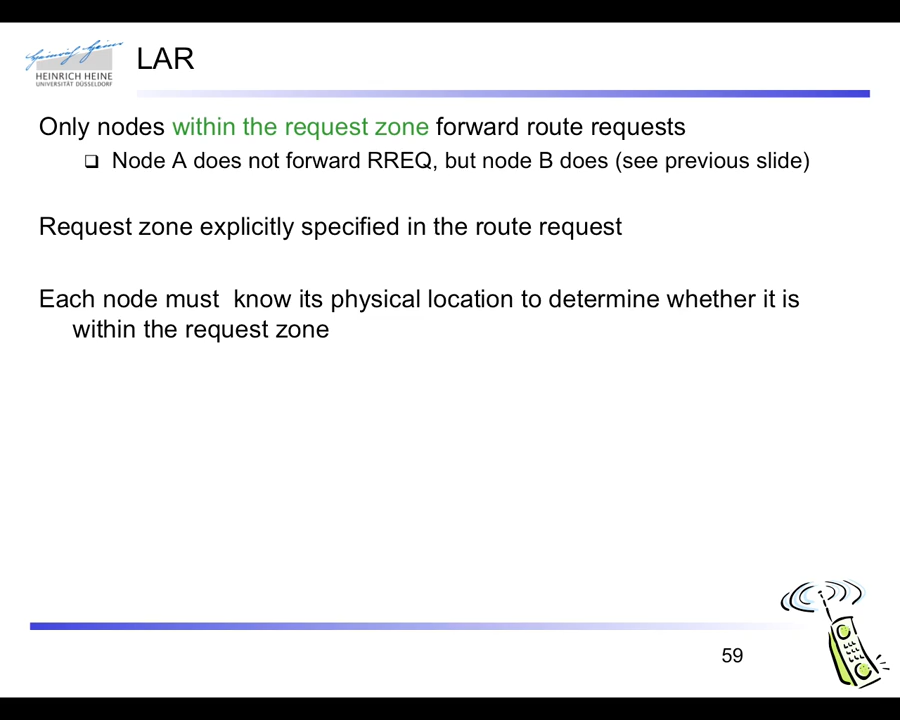 LAR
HEINRICH HEINE
UNIVERSITÄT DÜSSELDORF
Only nodes within the request zone forward route requests
❑ Node A does not forward RREQ, but node B does (see previous slide)
Request zone explicitly specified in the route request
Each node must  know its physical location to determine whether it is
within the request zone
59